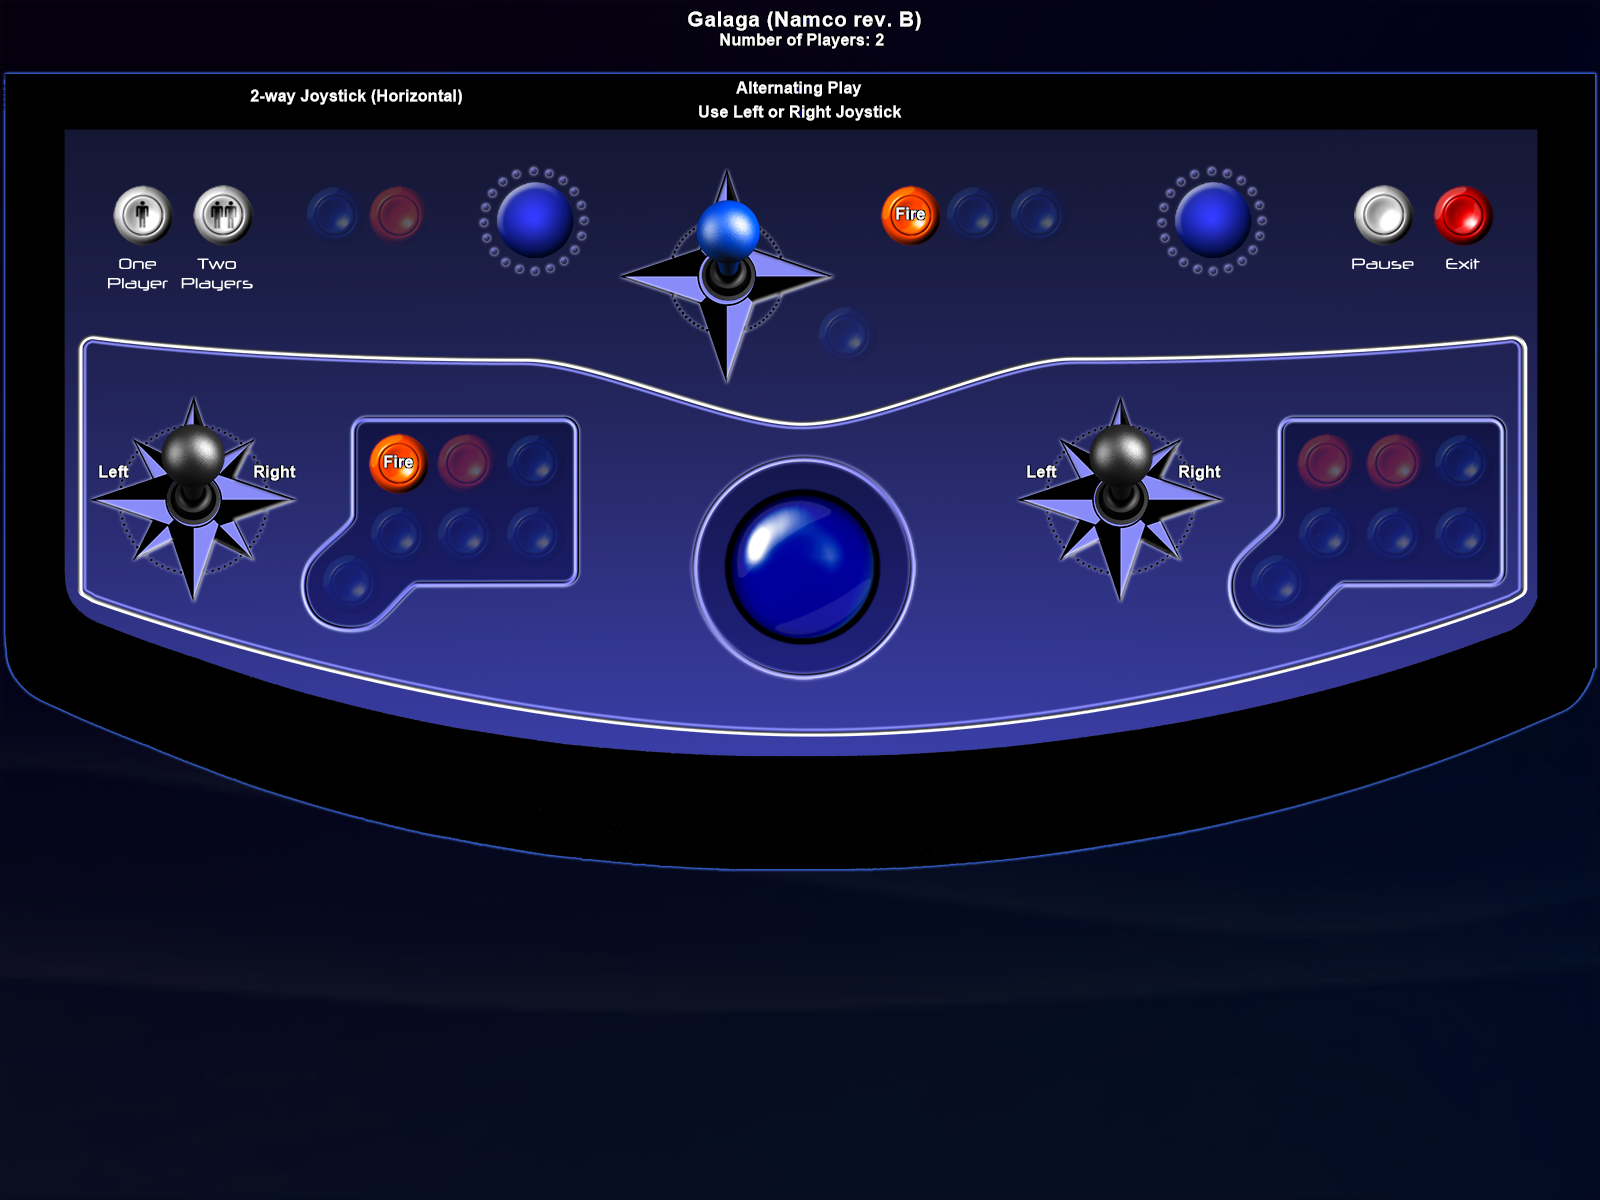 Galaga (Namco rev. B)
Number of Players: 2
2-way Joystick (Horizontal)
Alternating Play
Use Left or Right Joystick
Fire
One
Player
Two
Players
Pause
Exit
Left
Right
Fire
Left
Right